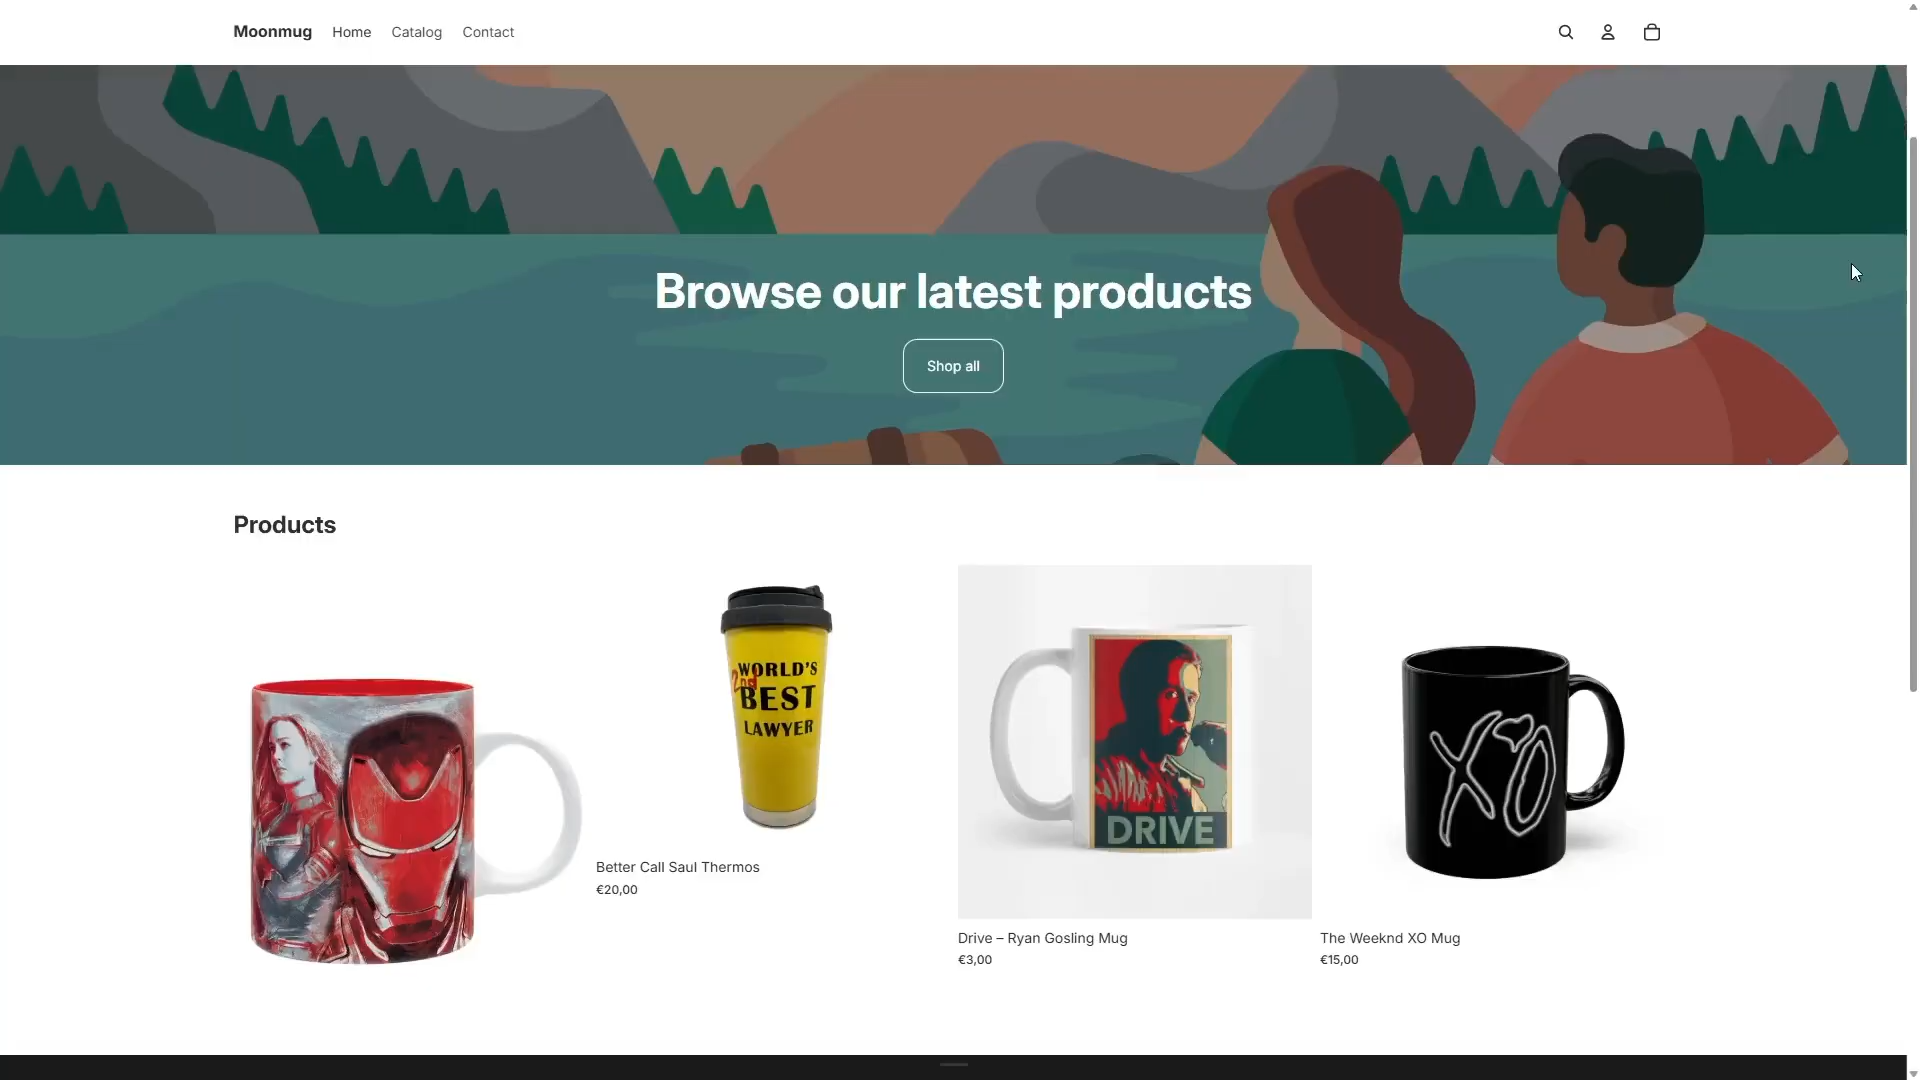 Moonmug Home Catalog Contact
Browse our latest products
Shop all
Products
WORLD'S
2nd
BEST
LAWYER
DRIVE
XO
Better Call Saul Thermos
€20,00
Drive – Ryan Gosling Mug
€3,00
The Weeknd XO Mug
€15,00